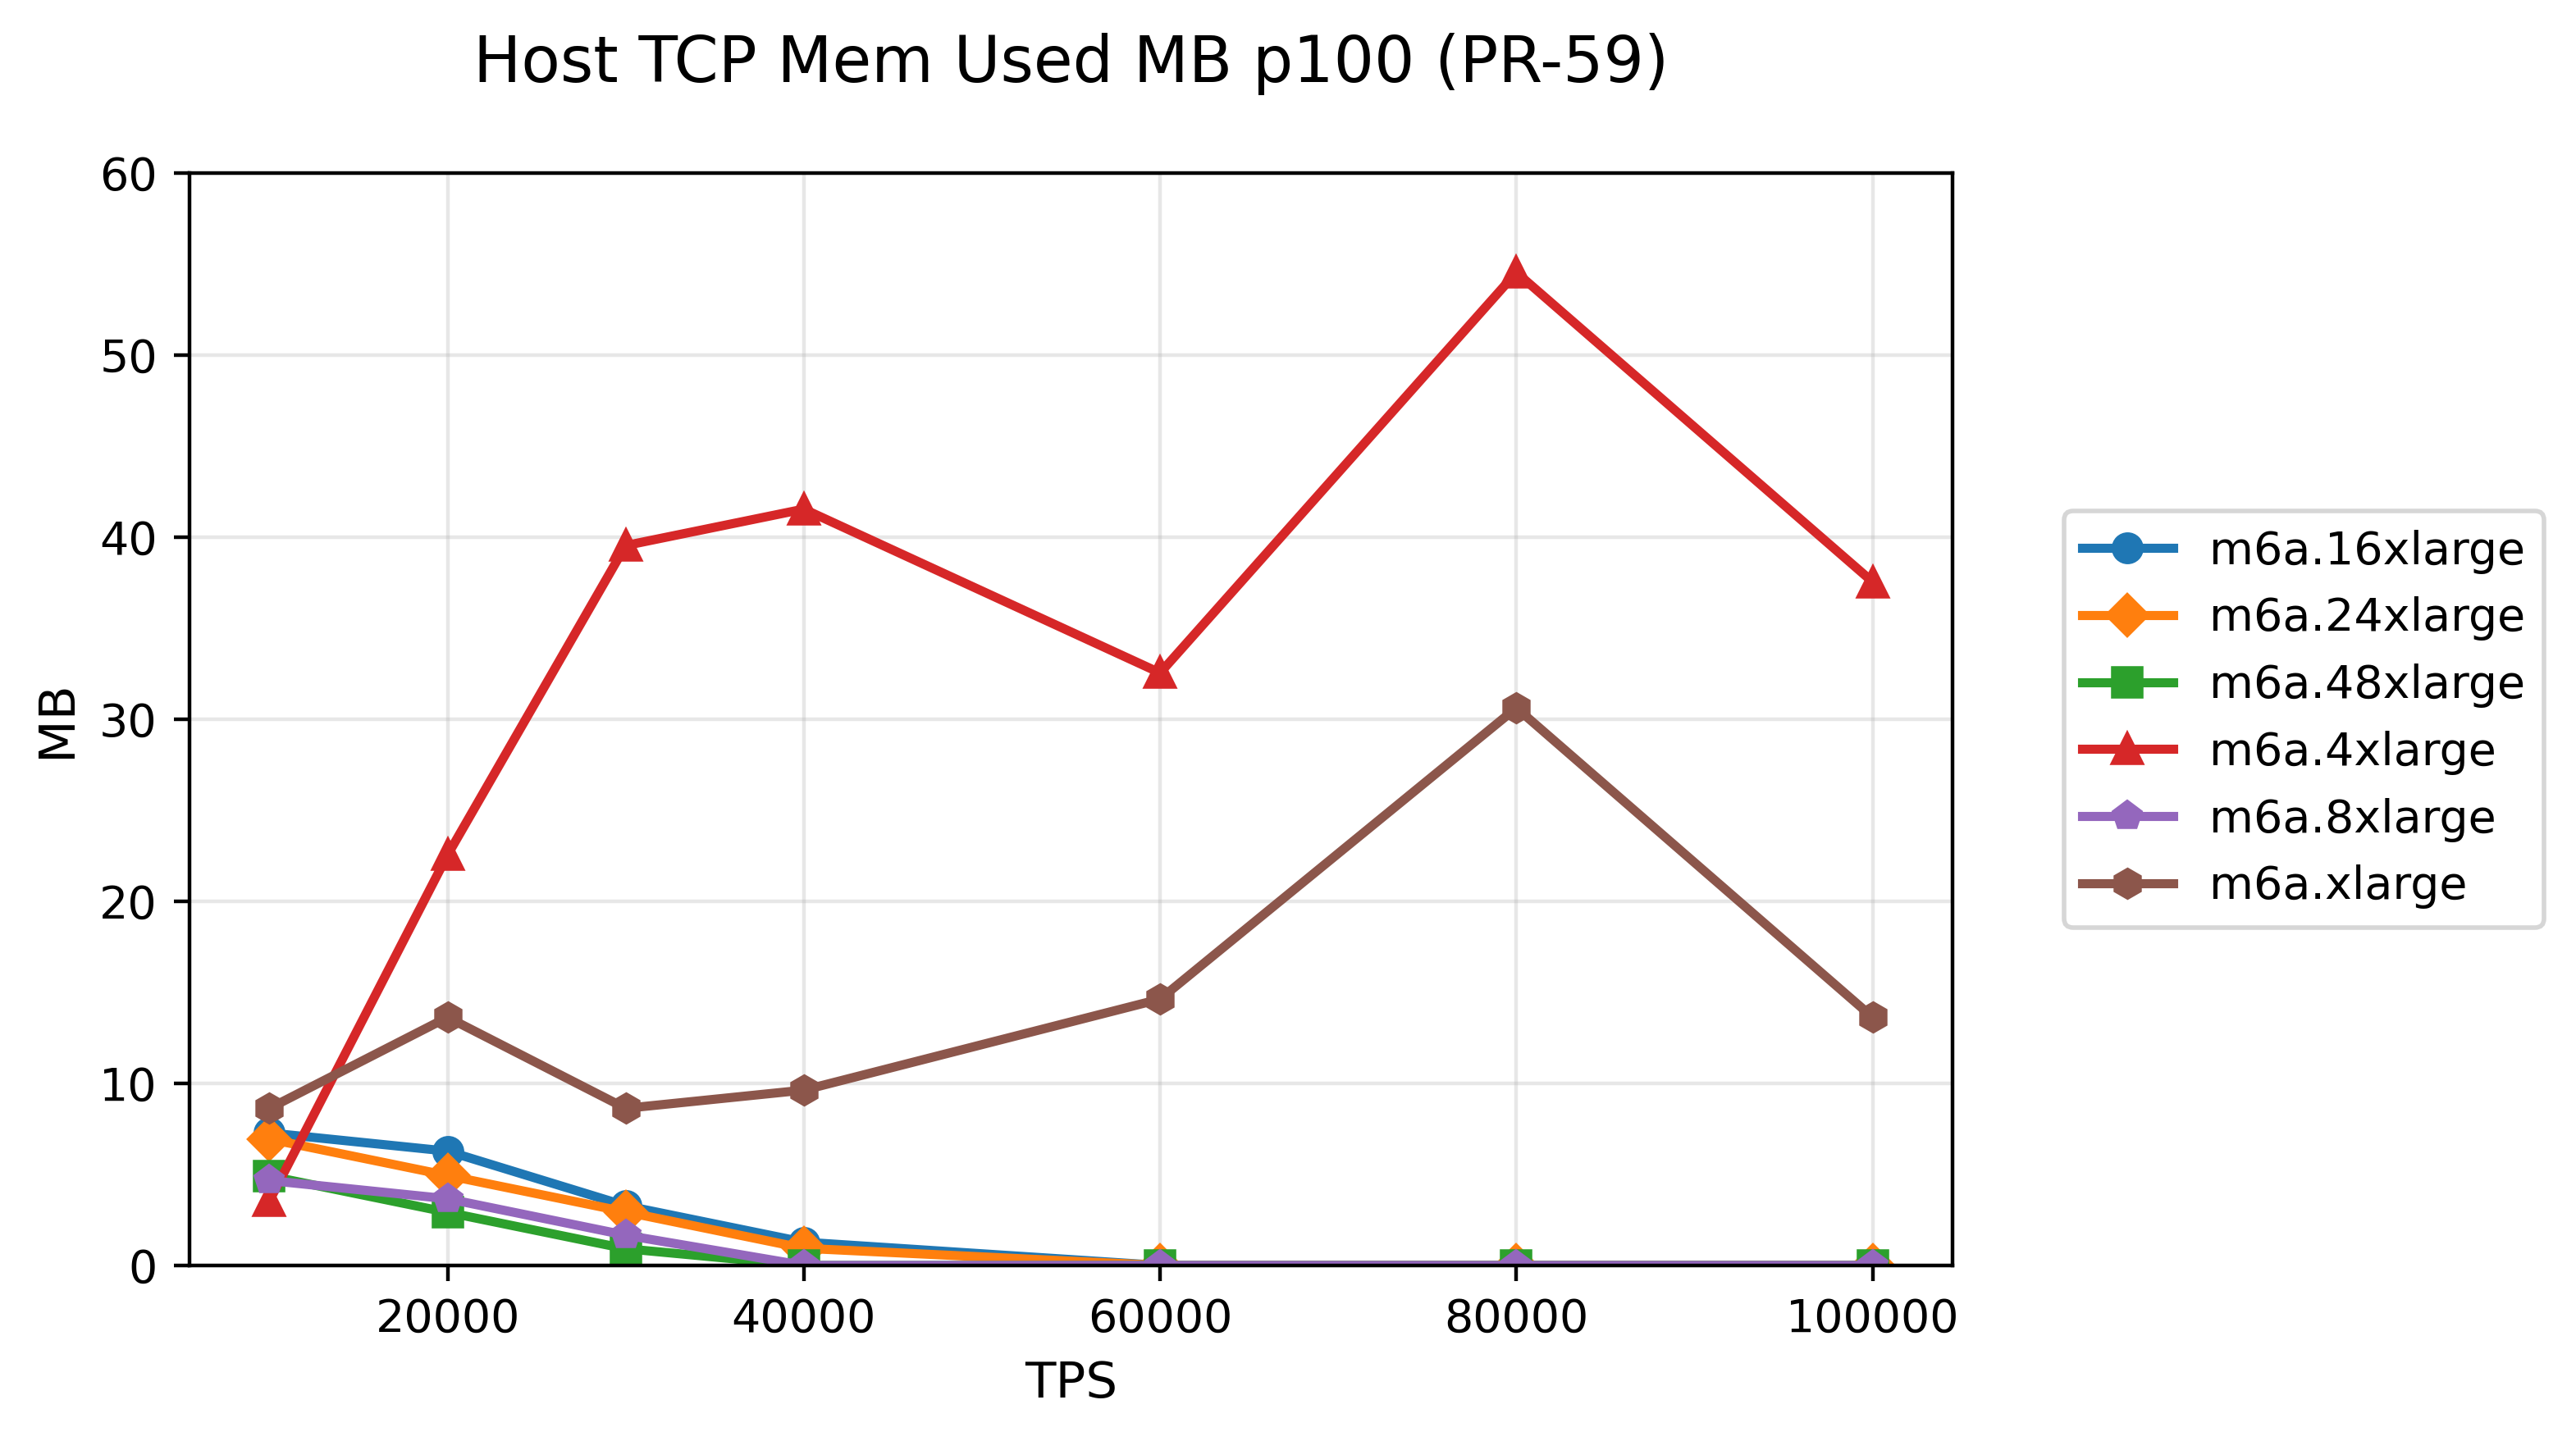 Host TCP Mem Used MB p100 (PR-59)
60
50
40
30
20
10
0
MB
20000 40000 60000 80000 100000
TPS
m6a.16xlarge
m6a.24xlarge
m6a.48xlarge
m6a.4xlarge
m6a.8xlarge
m6a.xlarge